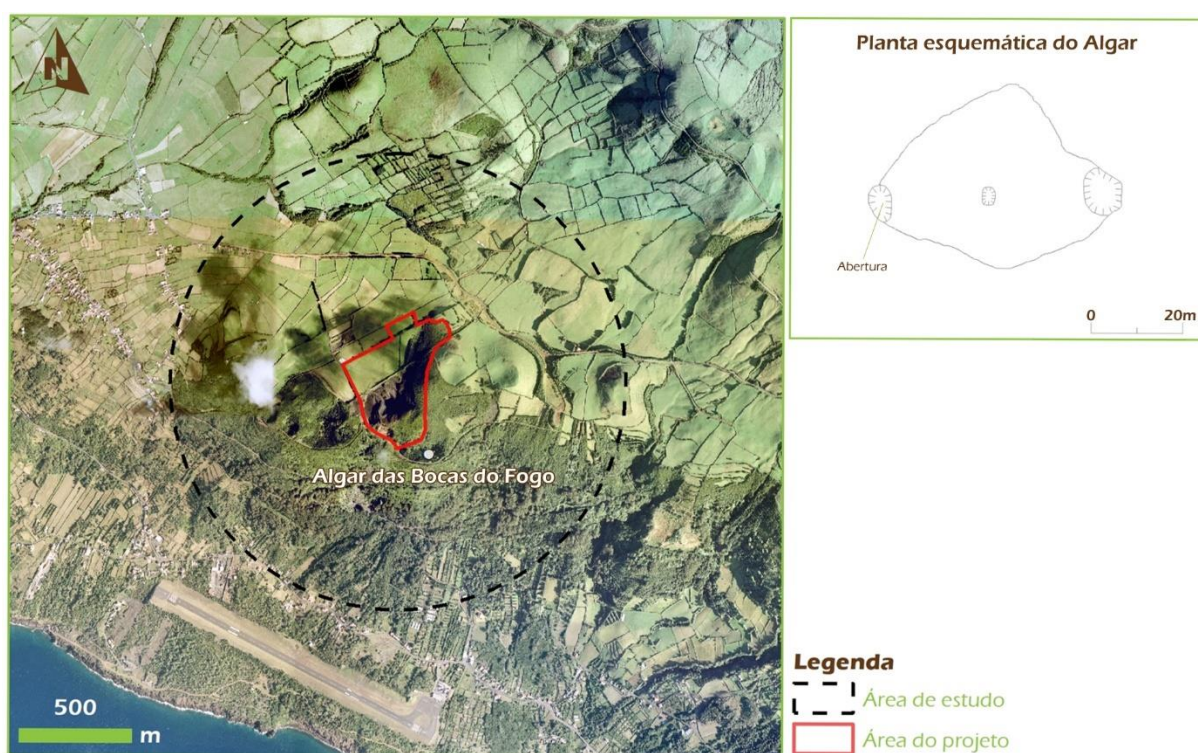 N
Algar das Bocas do Fogo
500
m
Planta esquemática do Algar
Abertura
0 20m
Legenda
Área de estudo
Área do projeto